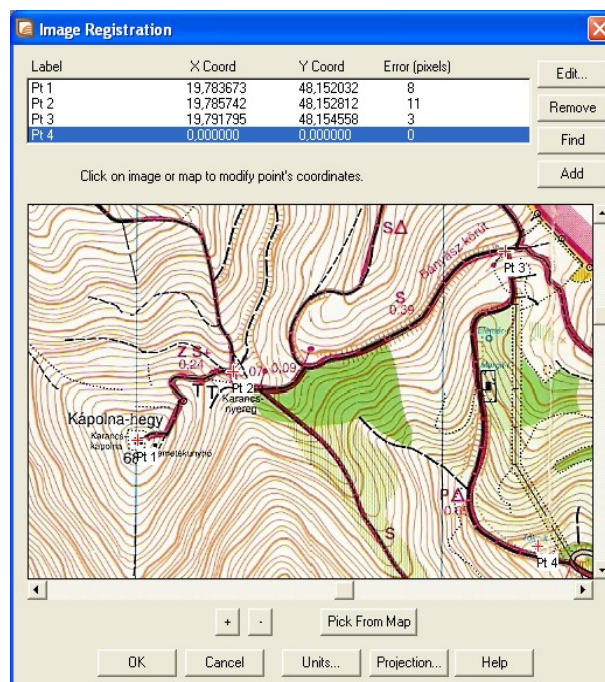 Image Registration
Label X Coord Y Coord Error (pixels)
Pt 1 19,783673 48,152032 8
Pt 2 19,785742 48,152812 11
Pt 3 19,791795 48,154558 3
Pt 4 0,000000 0,000000 0
Edit...
Remove
Find
Add
Click on image or map to modify point's coordinates.
S
Bányász-körút
Pt 3
S
0.39
Z S+
0,24
07 0.09
Pt 2
Karancs-
nyereg
Kápolna-hegy
Karancs-
kápolna
68
Pt 1
P
S
Pt 4
+ -
Pick From Map
OK Cancel Units... Projection... Help